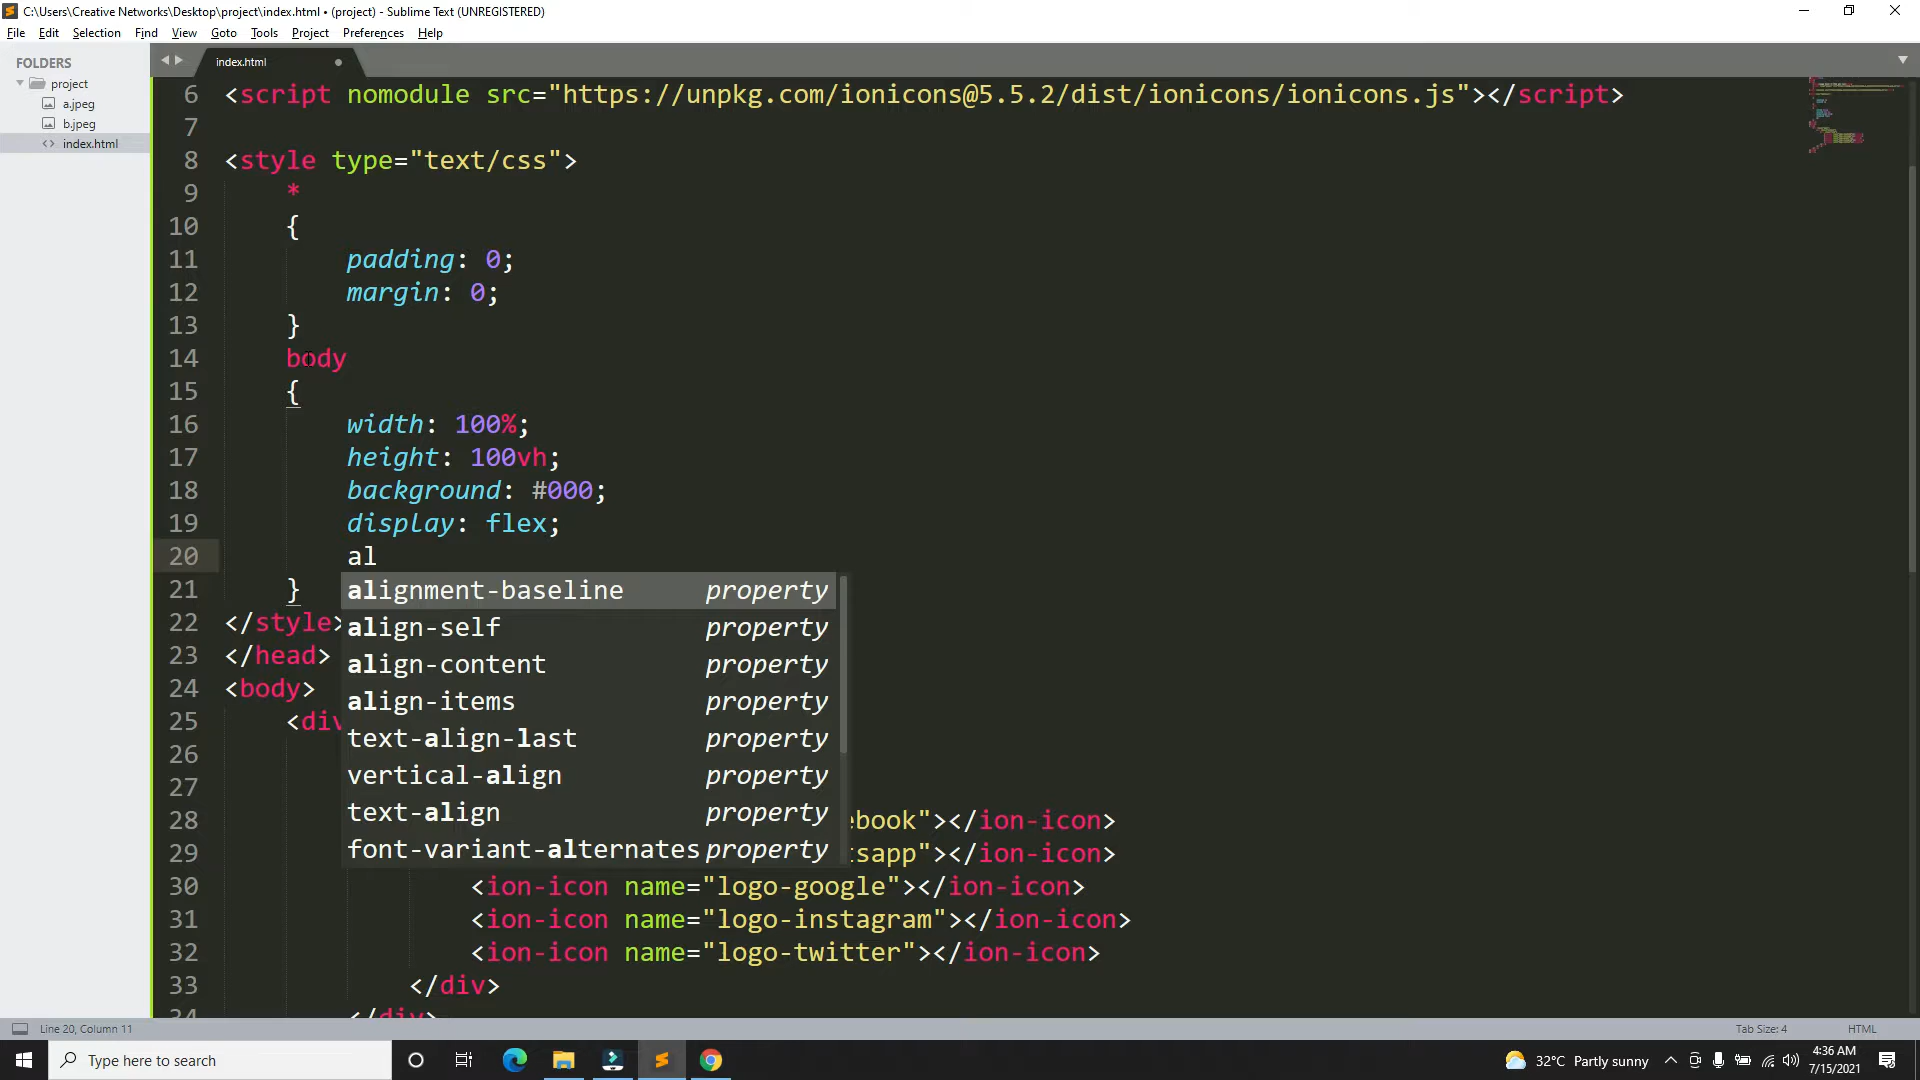 C:\Users\Creative Networks\Desktop\project\index.html • (project) - Sublime Text (UNREGISTERED)
File Edit Selection Find View Goto Tools Project Preferences Help
FOLDERS
project
a.jpeg
b.jpeg
<> index.html
index.html
6 <script nomodule src="https://unpkg.com/ionicons@5.5.2/dist/ionicons/ionicons.js"></script>
7
8 <style type="text/css">
9 *
10 {
11 padding: 0;
12 margin: 0;
13 }
14 body
15 {
16 width: 100%;
17 height: 100vh;
18 background: #000;
19 display: flex;
20 al
21 }
22 </style>
23 </head>
24 <body>
25 <div
26
27
28 ebook"></ion-icon>
29 tsapp"></ion-icon>
30 <ion-icon name="logo-google"></ion-icon>
31 <ion-icon name="logo-instagram"></ion-icon>
32 <ion-icon name="logo-twitter"></ion-icon>
33 </div>
34 </div>
alignment-baseline property
align-self property
align-content property
align-items property
text-align-last property
vertical-align property
text-align property
font-variant-alternates property
Line 20, Column 11
Tab Size: 4
HTML
Type here to search
32°C Partly sunny
4:36 AM
7/15/2021